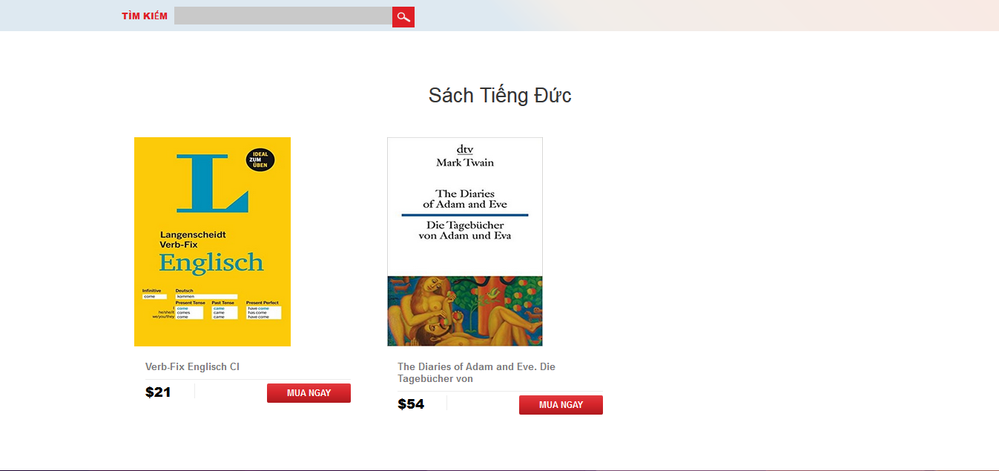 TÌM KIẾM
Sách Tiếng Đức
L
IDEAL
ZUM
ÜBEN
Langenscheidt
Verb-Fix
Englisch
Infinitive Deutsch
come kommen
Present Tense Past Tense Present Perfect
I come came have come
he/she/it comes came has come
we/you/they come came have come
dtv
Mark Twain
The Diaries
of Adam and Eve
Die Tagebücher
von Adam und Eva
Verb-Fix Englisch CI
$21 MUA NGAY
The Diaries of Adam and Eve. Die
Tagebücher von
$54 MUA NGAY